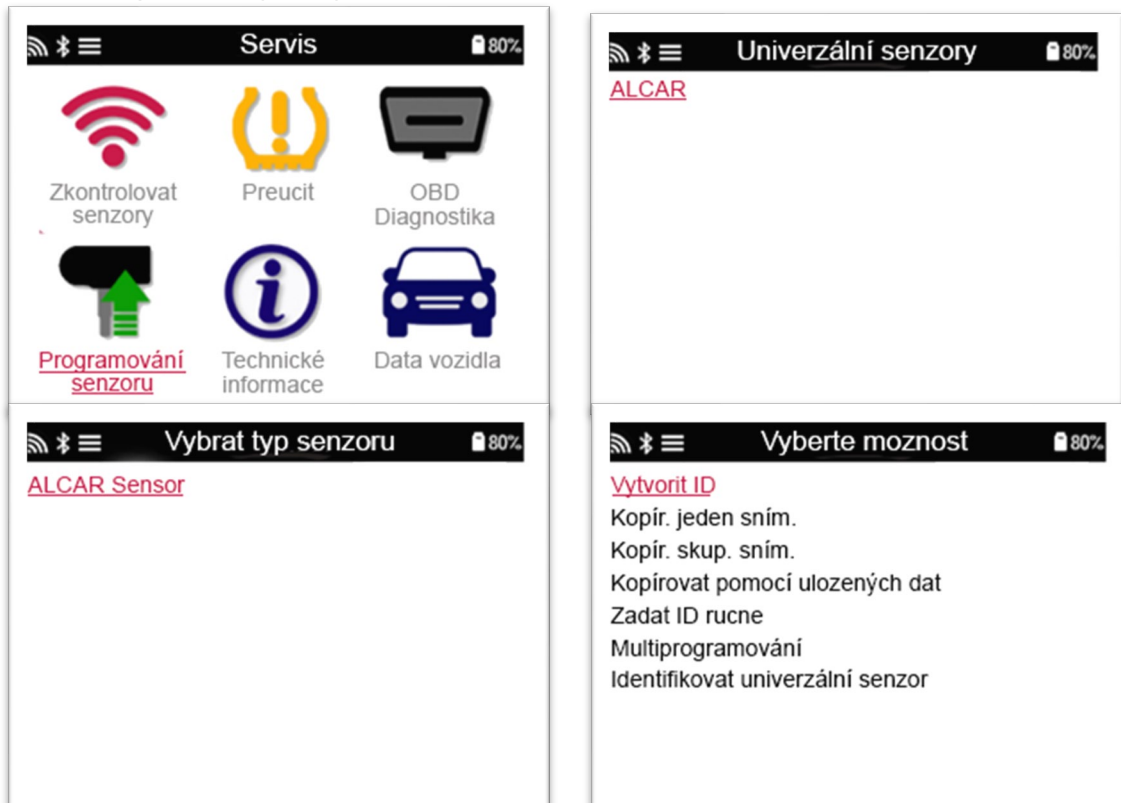 Servis
80%
Zkontrolovat
senzory
Preucit
OBD
Diagnostika
Programování
senzoru
Technické
informace
Data vozidla
Univerzální senzory
80%
ALCAR
Vybrat typ senzoru
80%
ALCAR Sensor
Vyberte moznost
80%
Vytvorit ID
Kopír. jeden sním.
Kopír. skup. sním.
Kopírovat pomocí ulozených dat
Zadat ID rucne
Multiprogramování
Identifikovat univerzální senzor